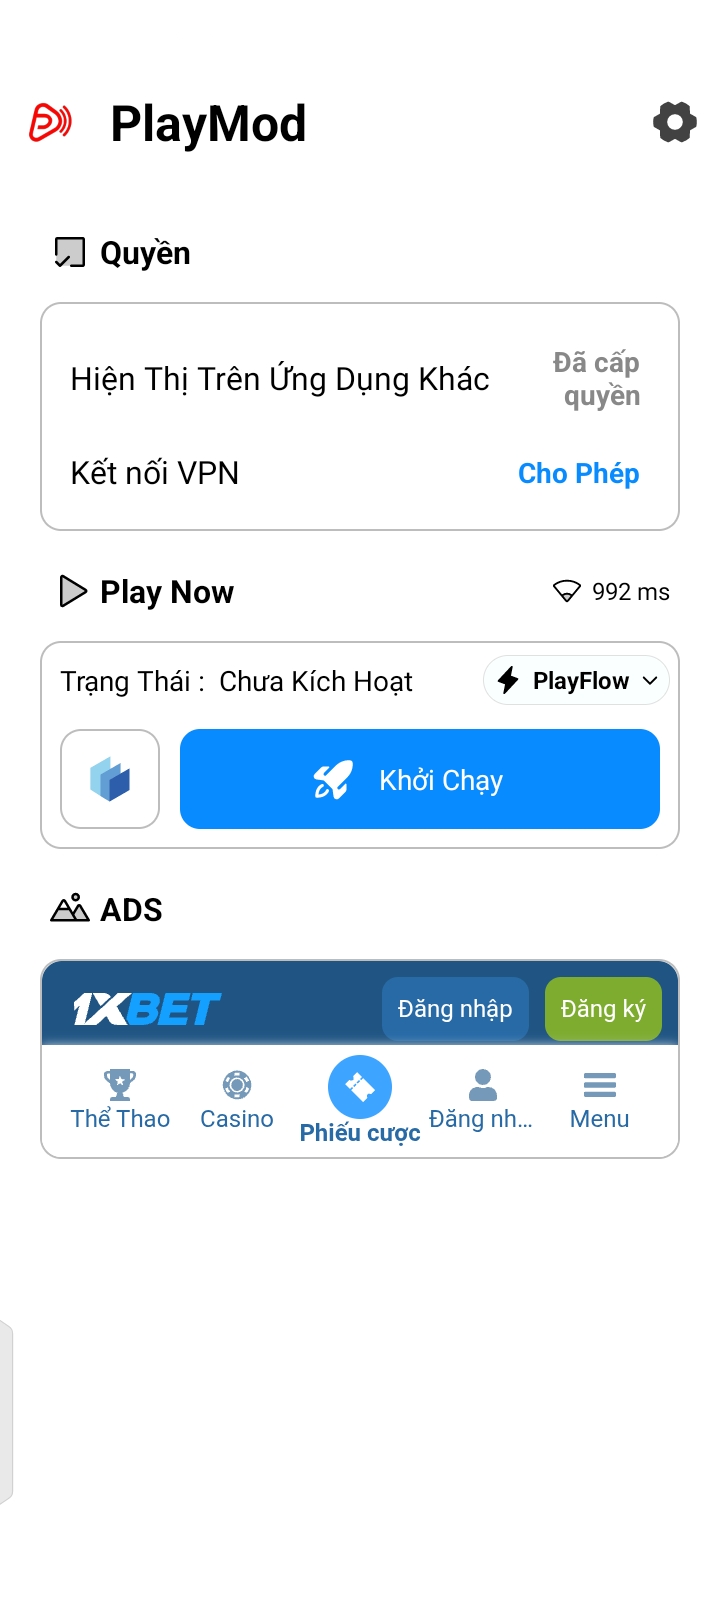 PlayMod
Quyền
Hiện Thị Trên Ứng Dụng Khác
Đã cấp
quyền
Kết nối VPN
Cho Phép
Play Now
992 ms
Trạng Thái : Chưa Kích Hoạt
PlayFlow
Khởi Chạy
ADS
1XBET
Đăng nhập
Đăng ký
Thể Thao
Casino
Phiếu cược
Đăng nh...
Menu